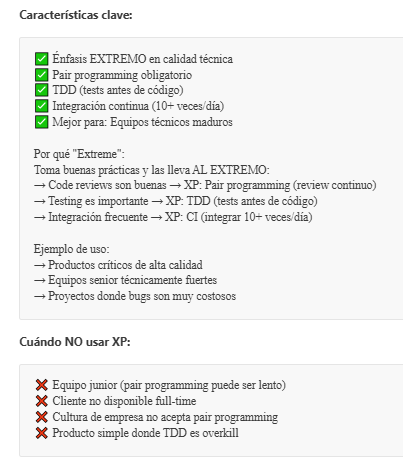 Características clave:
✅ Énfasis EXTREMO en calidad técnica
✅ Pair programming obligatorio
✅ TDD (tests antes de código)
✅ Integración continua (10+ veces/día)
✅ Mejor para: Equipos técnicos maduros
Por qué "Extreme":
Toma buenas prácticas y las lleva AL EXTREMO:
→ Code reviews son buenas → XP: Pair programming (review continuo)
→ Testing es importante → XP: TDD (tests antes de código)
→ Integración frecuente → XP: CI (integrar 10+ veces/día)
Ejemplo de uso:
→ Productos críticos de alta calidad
→ Equipos senior técnicamente fuertes
→ Proyectos donde bugs son muy costosos
Cuándo NO usar XP:
❌ Equipo junior (pair programming puede ser lento)
❌ Cliente no disponible full-time
❌ Cultura de empresa no acepta pair programming
❌ Producto simple donde TDD es overkill